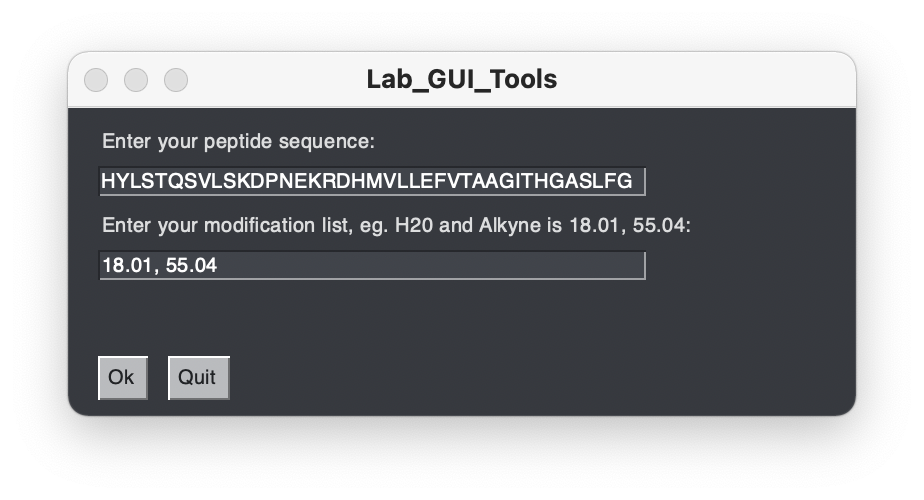 Lab_GUI_Tools
Enter your peptide sequence:
HYLSTQSVLSKDPNEKRDHMVLLEFVTAAGITHGASLFG
Enter your modification list, eg. H20 and Alkyne is 18.01, 55.04:
18.01, 55.04
Ok Quit